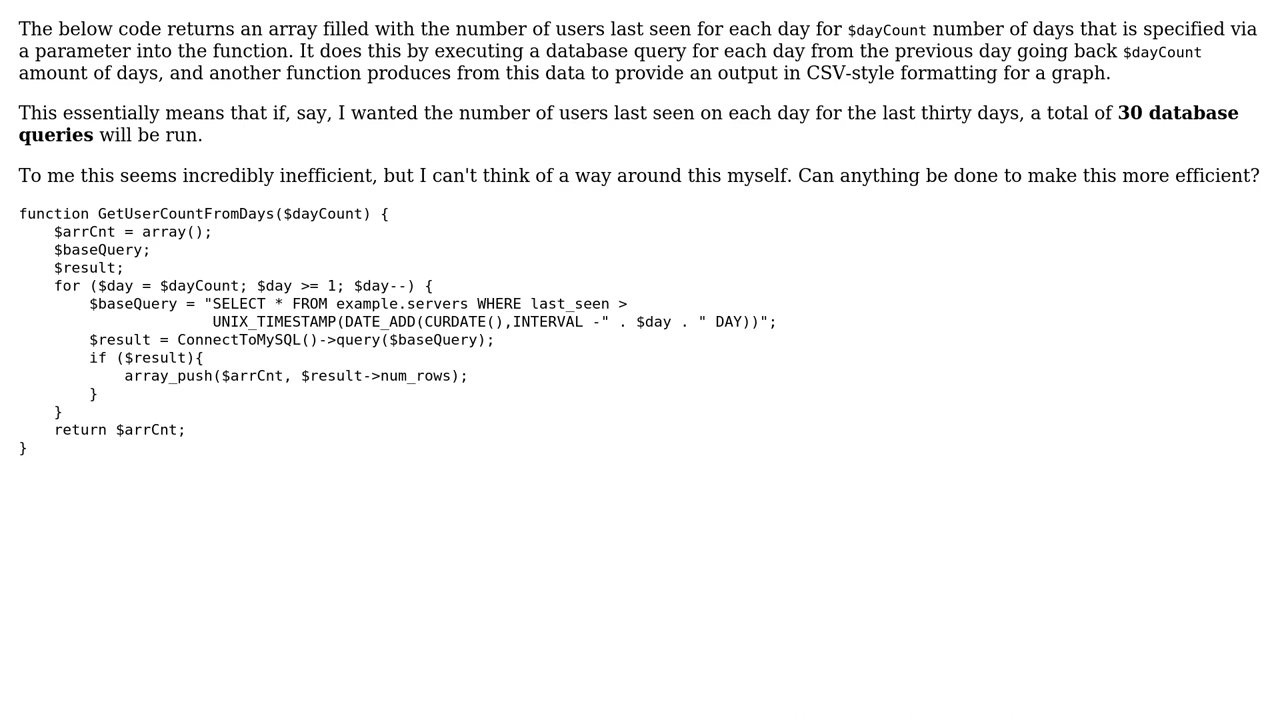 The below code returns an array filled with the number of users last seen for each day for $dayCount number of days that is specified via
a parameter into the function. It does this by executing a database query for each day from the previous day going back $dayCount
amount of days, and another function produces from this data to provide an output in CSV-style formatting for a graph.
This essentially means that if, say, I wanted the number of users last seen on each day for the last thirty days, a total of 30 database
queries will be run.
To me this seems incredibly inefficient, but I can't think of a way around this myself. Can anything be done to make this more efficient?
function GetUserCountFromDays($dayCount) {
    $arrCnt = array();
    $baseQuery;
    $result;
    for ($day = $dayCount; $day >= 1; $day--) {
        $baseQuery = "SELECT * FROM example.servers WHERE last_seen >
                      UNIX_TIMESTAMP(DATE_ADD(CURDATE(),INTERVAL -" . $day . " DAY))";
        $result = ConnectToMySQL()->query($baseQuery);
        if ($result){
            array_push($arrCnt, $result->num_rows);
        }
    }
    return $arrCnt;
}